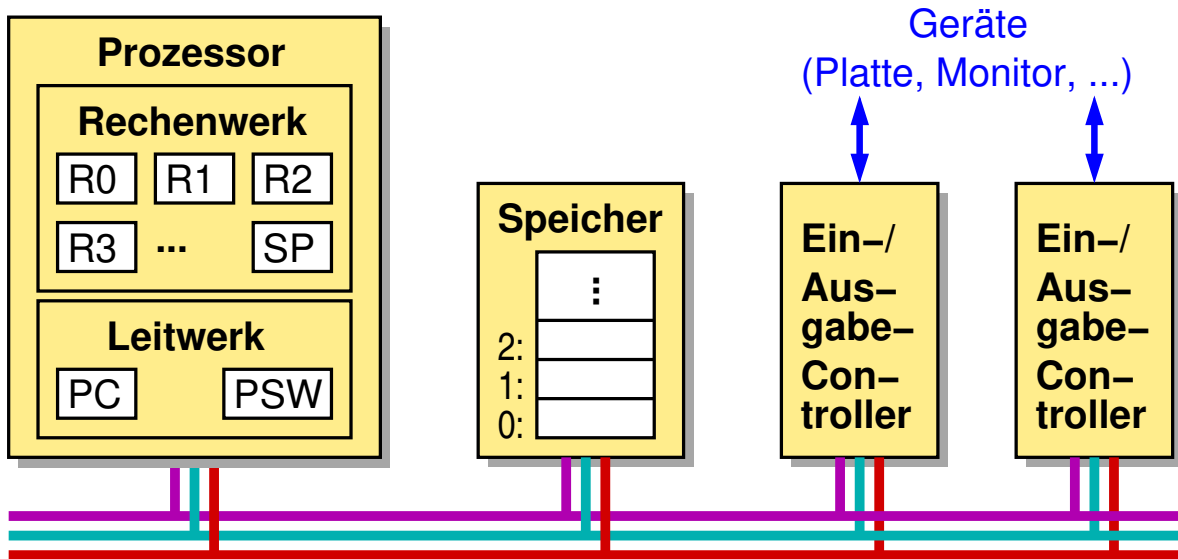 Prozessor
Rechenwerk
R0 R1 R2
R3 ... SP
Leitwerk
PC PSW
Speicher
...
2:
1:
0:
Geräte
(Platte, Monitor, ...)
Ein–/
Aus–
gabe–
Con–
troller
Ein–/
Aus–
gabe–
Con–
troller